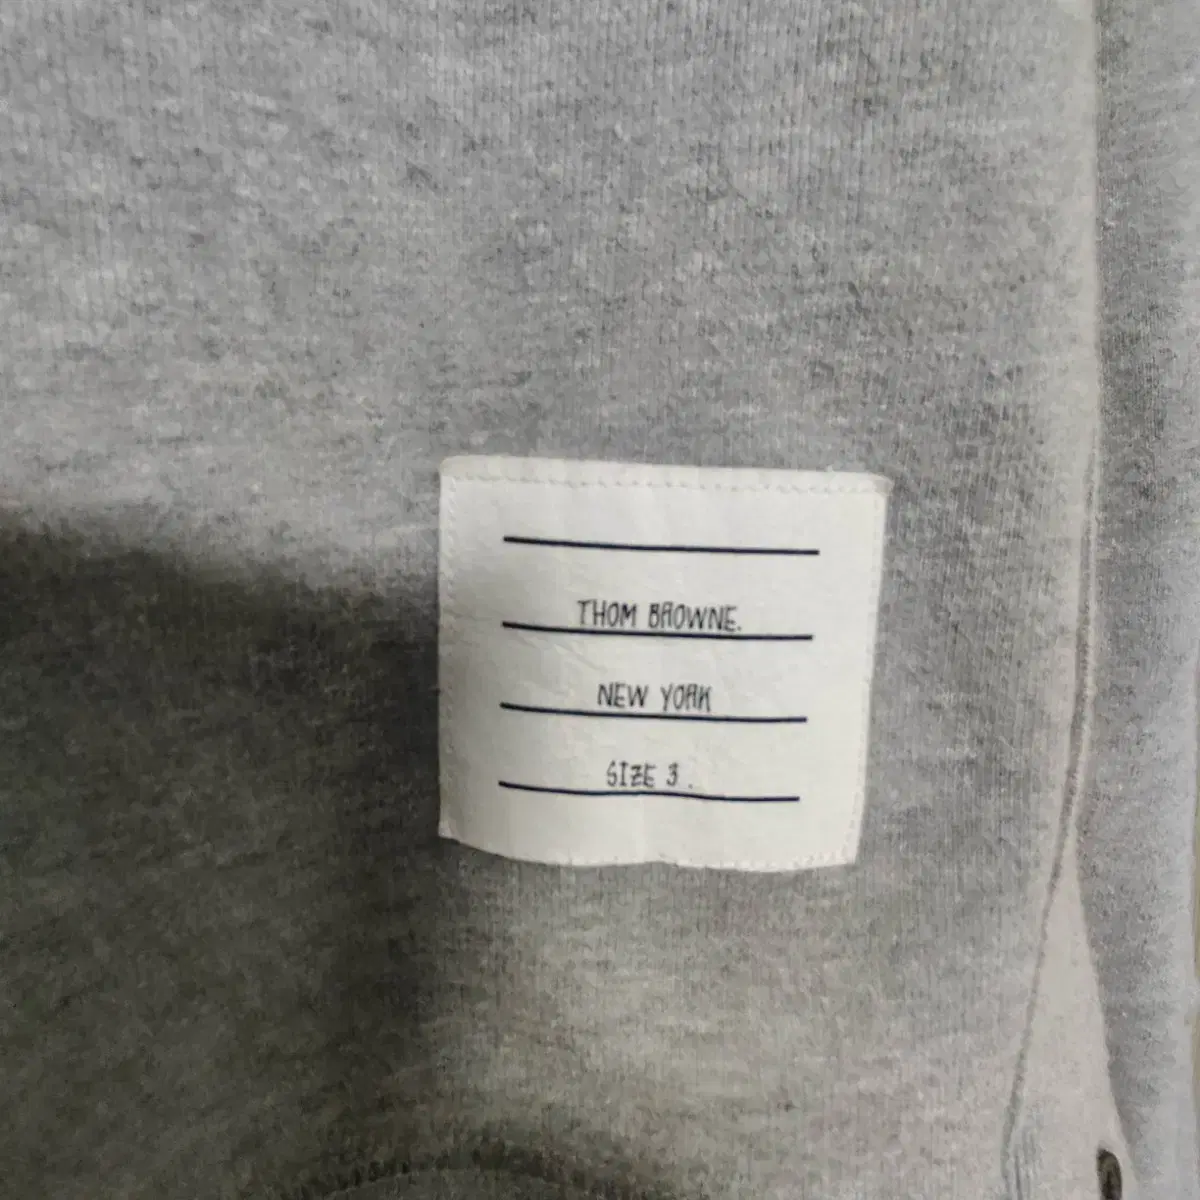 THOM BROWNE.
NEW YORK
SIZE 3.